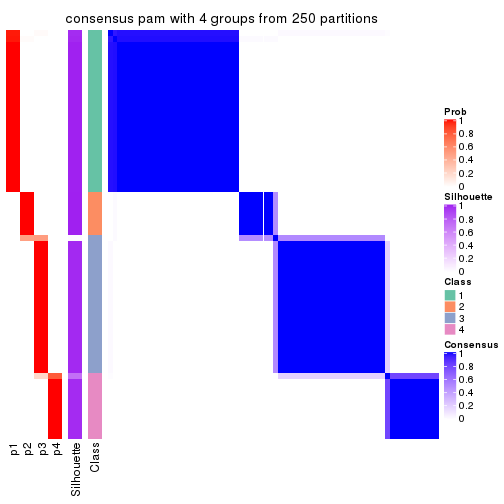 consensus pam with 4 groups from 250 partitions
Prob
1
0.8
0.6
0.4
0.2
0
Silhouette
1
0.8
0.6
0.4
0.2
0
Class
1
2
3
4
Consensus
1
0.8
0.6
0.4
0.2
0
p1
p2
p3
p4
Silhouette
Class